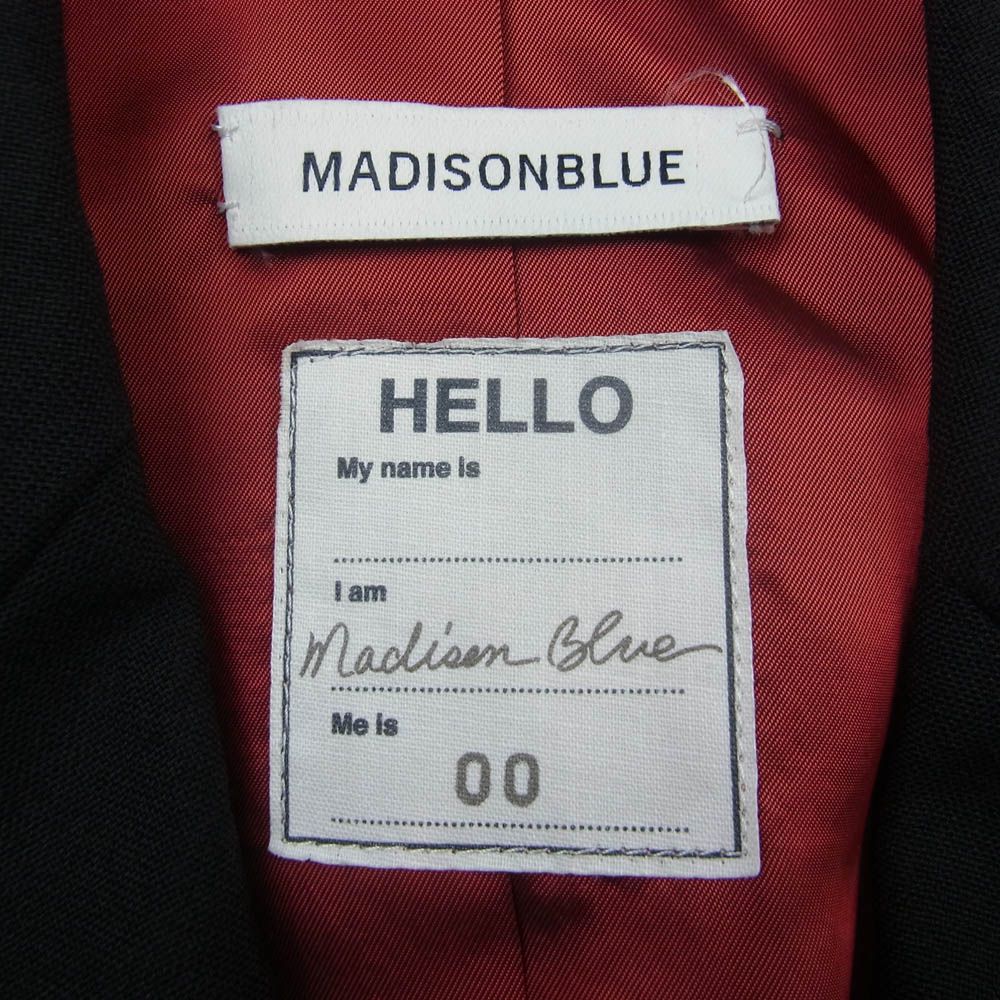 MADISONBLUE
HELLO
My name is
I am
Madison Blue
Me is
00